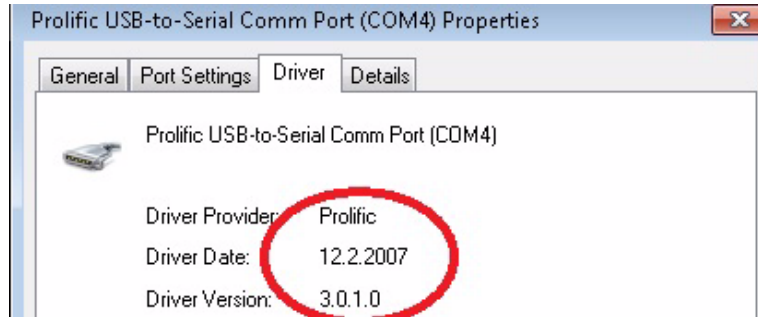 Prolific USB-to-Serial Comm Port (COM4) Properties
General Port Settings Driver Details
Prolific USB-to-Serial Comm Port (COM4)
Driver Provider: Prolific
Driver Date: 12.2.2007
Driver Version: 3.0.1.0